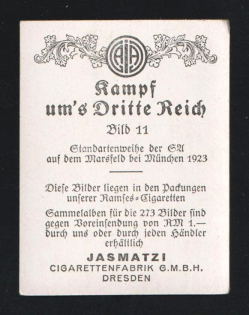 Kampf
um's Dritte Reich
Bild 11
Standartenweihe der SA
auf dem Marsfeld bei München 1923
Diese Bilder liegen in den Packungen
unserer Ramses=Cigaretten
Sammelalben für die 273 Bilder sind
gegen Voreinsendung von RM 1.—
durch uns oder durch jeden Händler
erhältlich
JASMATZI
CIGARETTENFABRIK G.M.B.H.
DRESDEN